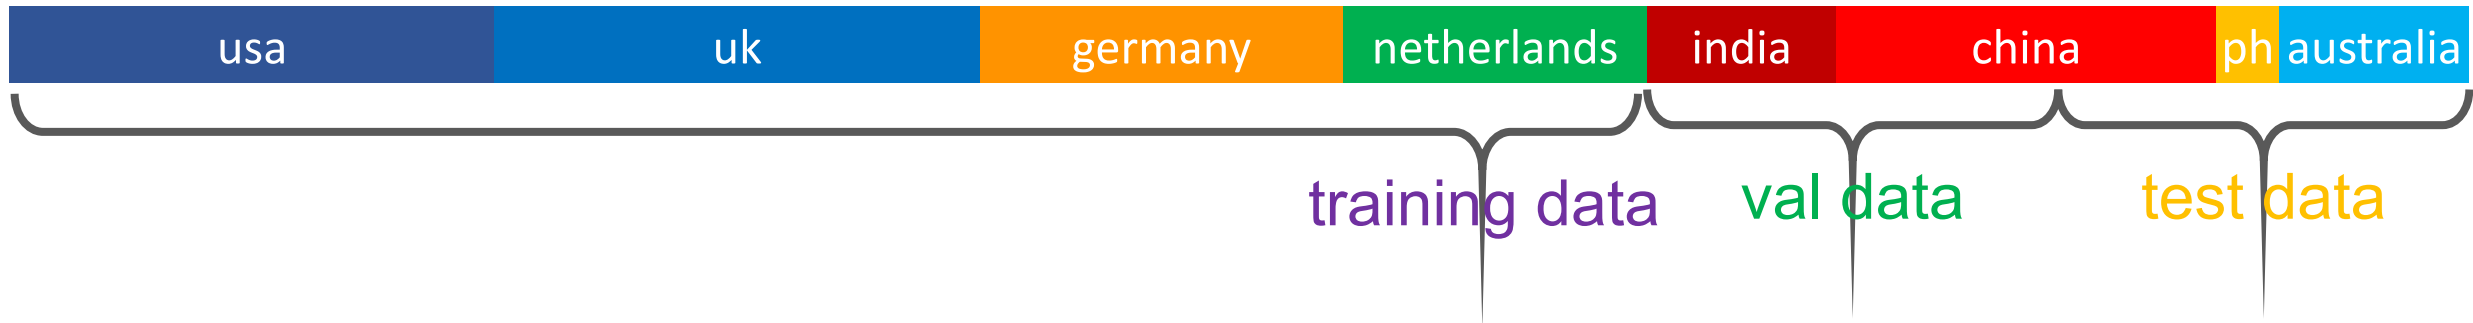 usa uk germany netherlands india china ph australia
training data val data test data